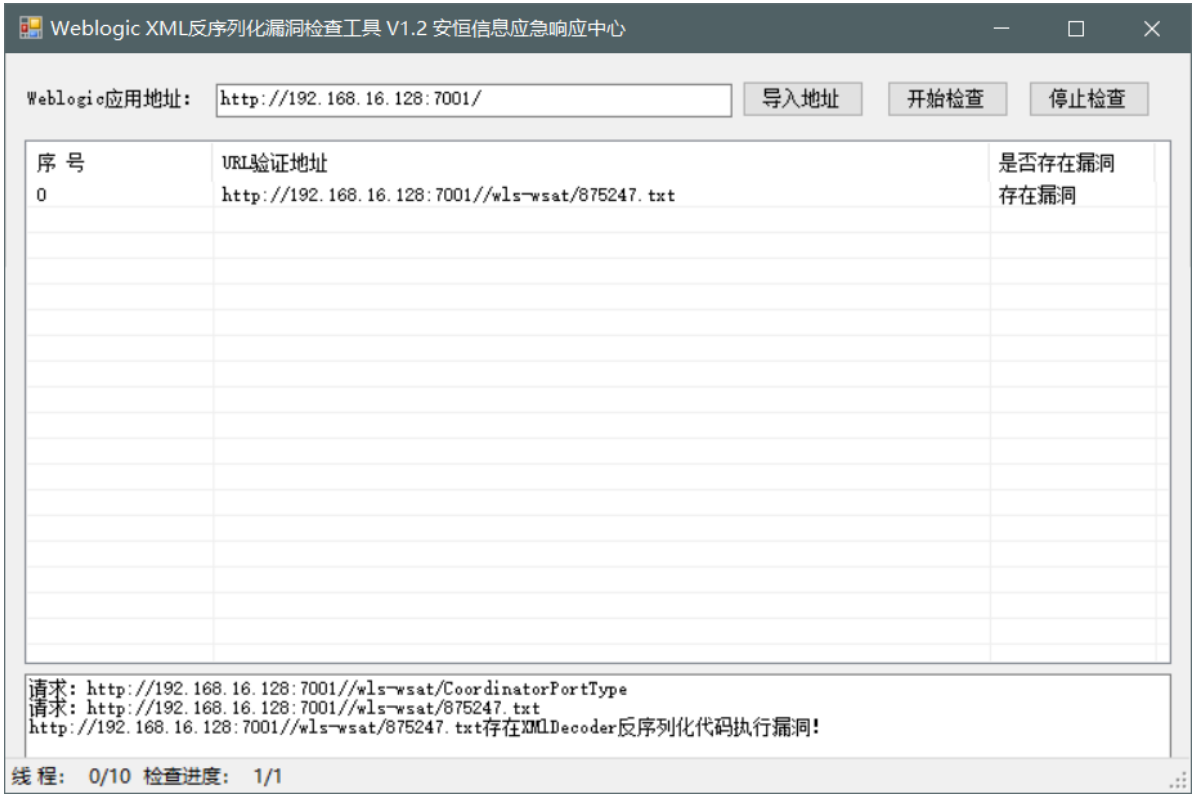 Weblogic XML反序列化漏洞检查工具 V1.2 安恒信息应急响应中心
Weblogic应用地址： http://192.168.16.128:7001/ 导入地址 开始检查 停止检查
序 号 URL验证地址 是否存在漏洞
0 http://192.168.16.128:7001//wls-wsat/875247.txt 存在漏洞
请求: http://192.168.16.128:7001//wls-wsat/CoordinatorPortType
请求: http://192.168.16.128:7001//wls-wsat/875247.txt
http://192.168.16.128:7001//wls-wsat/875247.txt存在XMlDecoder反序列化代码执行漏洞!
线 程： 0/10 检查进度： 1/1